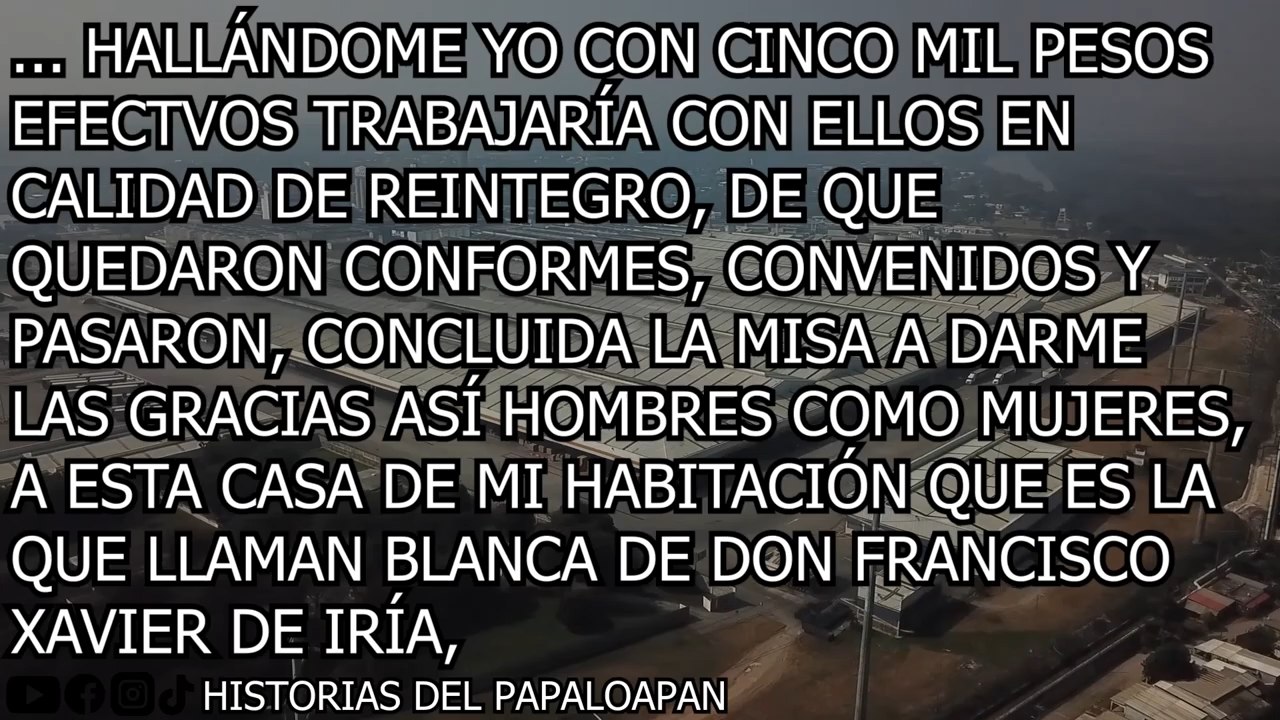 ... HALLÁNDOME YO CON CINCO MIL PESOS
EFECTVOS TRABAJARÍA CON ELLOS EN
CALIDAD DE REINTEGRO, DE QUE
QUEDARON CONFORMES, CONVENIDOS Y
PASARON, CONCLUIDA LA MISA A DARME
LAS GRACIAS ASÍ HOMBRES COMO MUJERES,
A ESTA CASA DE MI HABITACIÓN QUE ES LA
QUE LLAMAN BLANCA DE DON FRANCISCO
XAVIER DE IRÍA,
HISTORIAS DEL PAPALOAPAN